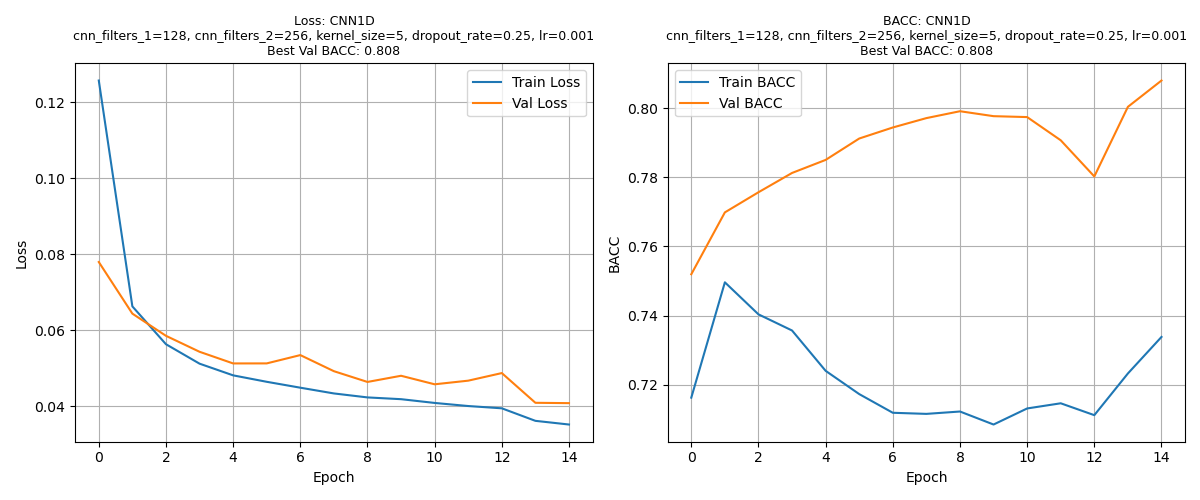 Loss: CNN1D
cnn_filters_1=128, cnn_filters_2=256, kernel_size=5, dropout_rate=0.25, lr=0.001
Best Val BACC: 0.808
Train Loss
Val Loss
0.12
0.10
0.08
0.06
0.04
Loss
0 2 4 6 8 10 12 14
Epoch
BACC: CNN1D
cnn_filters_1=128, cnn_filters_2=256, kernel_size=5, dropout_rate=0.25, lr=0.001
Best Val BACC: 0.808
Train BACC
Val BACC
0.80
0.78
0.76
0.74
0.72
BACC
0 2 4 6 8 10 12 14
Epoch